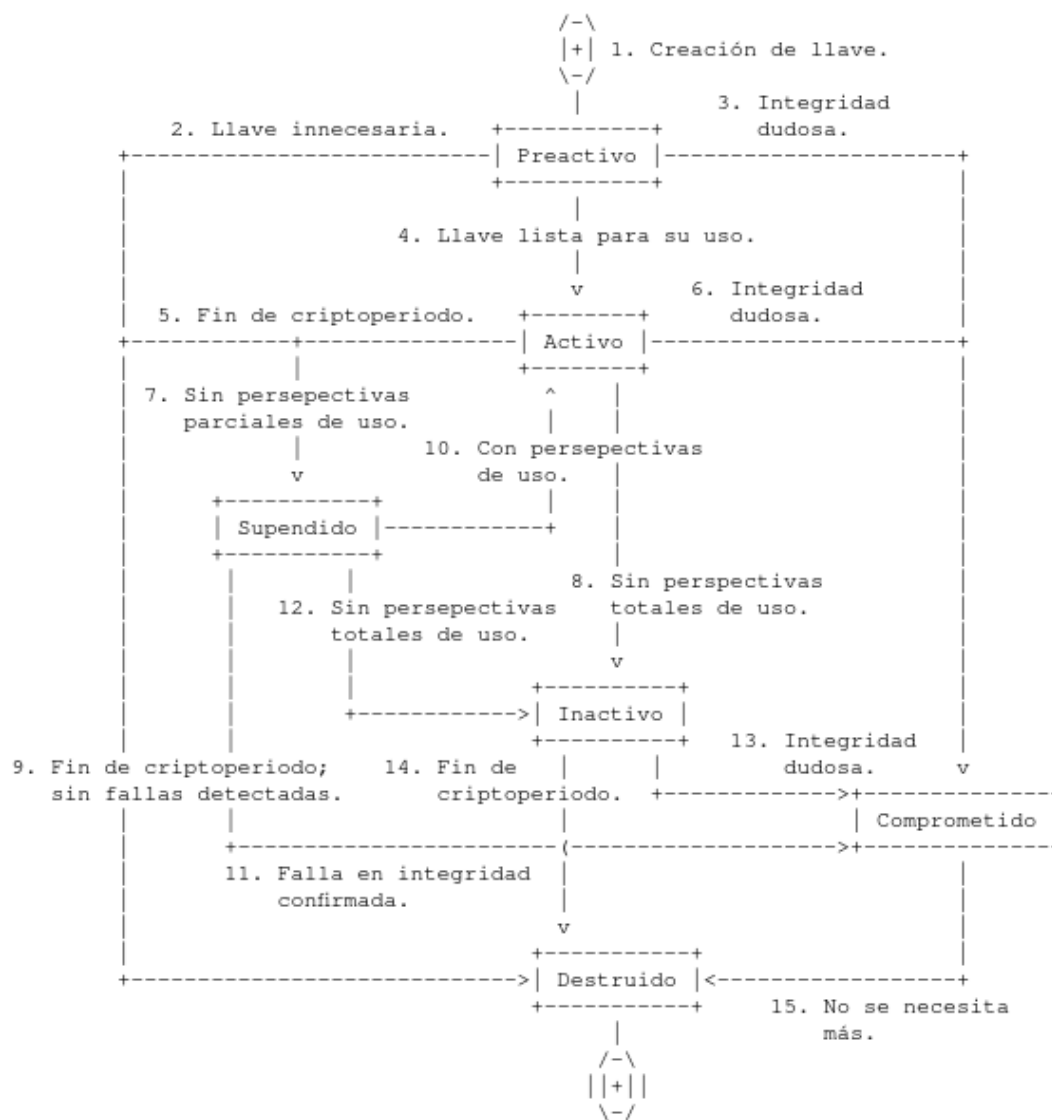 1. Creación de llave.
3. Integridad
dudosa.
2. Llave innecesaria.
Preactivo
4. Llave lista para su uso.
6. Integridad
dudosa.
5. Fin de criptoperiodo.
Activo
7. Sin persepectivas
parciales de uso.
10. Con persepectivas
de uso.
Supendido
8. Sin perspectivas
totales de uso.
12. Sin persepectivas
totales de uso.
Inactivo
13. Integridad
dudosa.
9. Fin de criptoperiodo;
sin fallas detectadas.
14. Fin de
criptoperiodo.
Comprometido
11. Falla en integridad
confirmada.
Destruido
15. No se necesita
más.